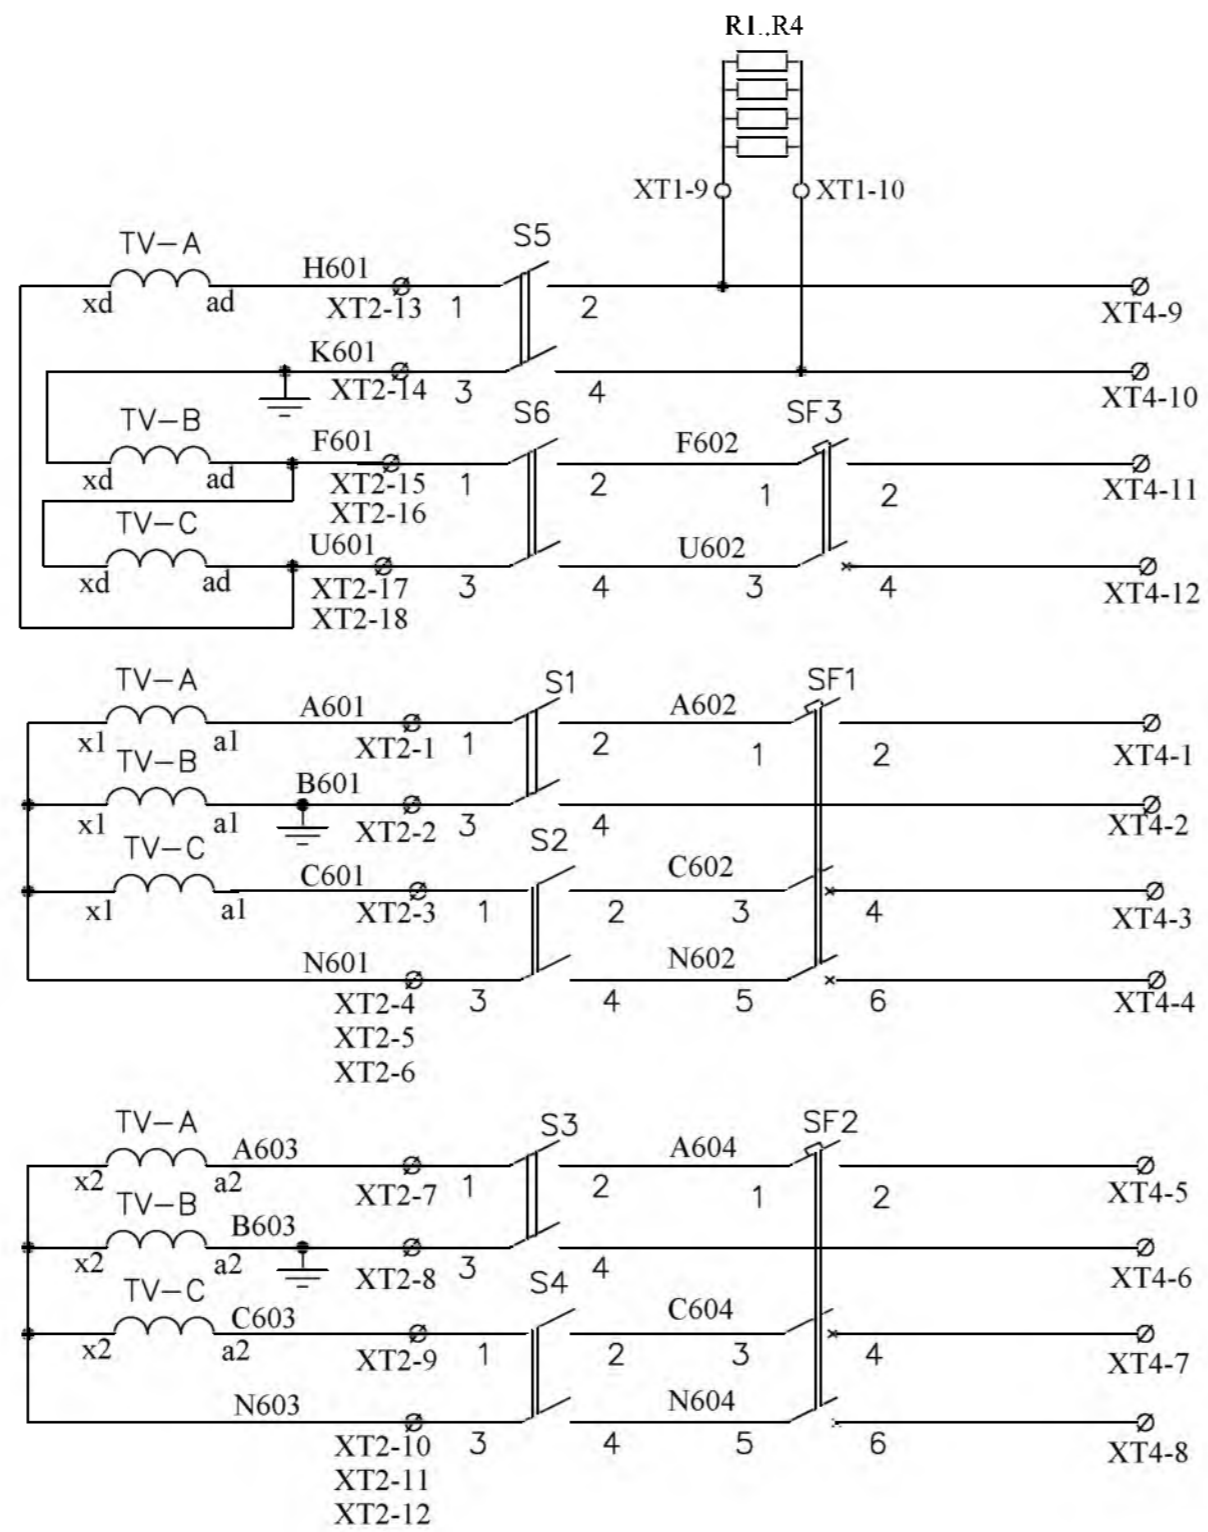 R1..R4
XT1-9 XT1-10
TV-A S5
H601
xd ad XT2-13 1 2 XT4-9
K601
XT2-14 3 4 XT4-10
TV-B S6 SF3
F601 F602
xd ad XT2-15 1 2 1 2 XT4-11
XT2-16
TV-C
U601 U602
xd ad XT2-17 3 4 3 4 XT4-12
XT2-18
TV-A S1 SF1
A601 A602
x1 a1 XT2-1 1 2 1 2 XT4-1
TV-B
B601
x1 a1 XT2-2 3 4 XT4-2
TV-C S2
C601 C602
x1 a1 XT2-3 1 2 3 4 XT4-3
N601 N602
XT2-4 3 4 5 6 XT4-4
XT2-5
XT2-6
TV-A S3 SF2
A603 A604
x2 a2 XT2-7 1 2 1 2 XT4-5
TV-B
B603
x2 a2 XT2-8 3 4 XT4-6
TV-C S4
C603 C604
x2 a2 XT2-9 1 2 3 4 XT4-7
N603 N604
XT2-10 3 4 5 6 XT4-8
XT2-11
XT2-12